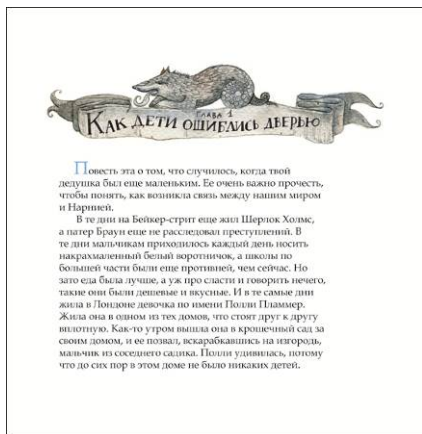 Глава 1
Как дети ошиблись дверью
Повесть эта о том, что случилось, когда твой
дедушка был еще маленьким. Ее очень важно прочесть,
чтобы понять, как возникла связь между нашим миром
и Нарнией.
В те дни на Бейкер-стрит еще жил Шерлок Холмс,
а патер Браун еще не расследовал преступлений. В
те дни мальчикам приходилось каждый день носить
накрахмаленный белый воротничок, а школы по
большей части были еще противней, чем сейчас. Но
зато еда была лучше, а уж про сласти и говорить нечего,
такие они были дешевые и вкусные. И в те самые дни
жила в Лондоне девочка по имени Полли Пламмер.
Жила она в одном из тех домов, что стоят друг к другу
вплотную. Как-то утром вышла она в крошечный сад за
своим домом, и ее позвал, вскарабкавшись на изгородь,
мальчик из соседнего садика. Полли удивилась, потому
что до сих пор в этом доме не было никаких детей.